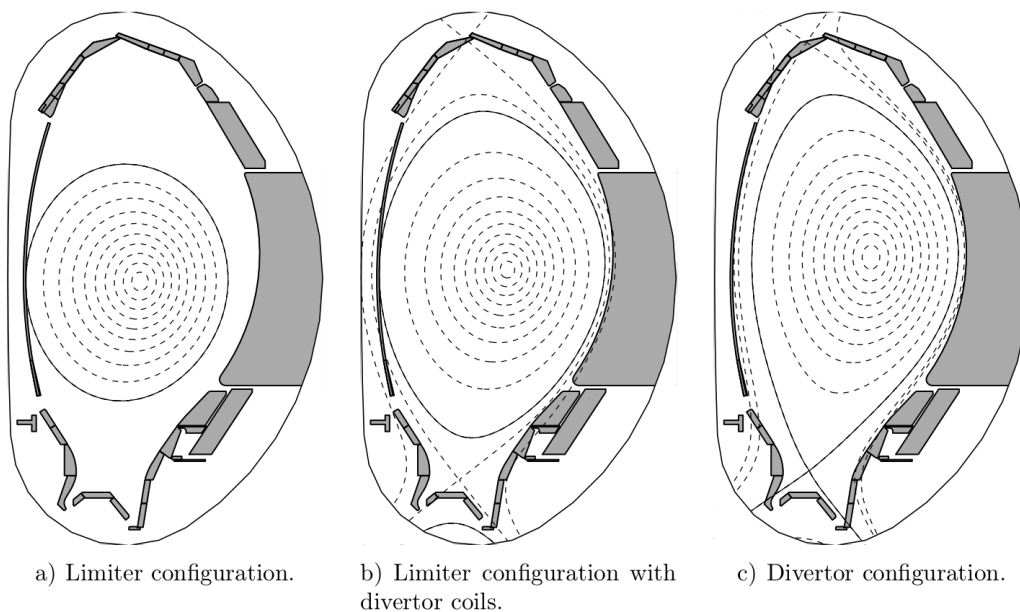 a) Limiter configuration.
b) Limiter configuration with
divertor coils.
c) Divertor configuration.